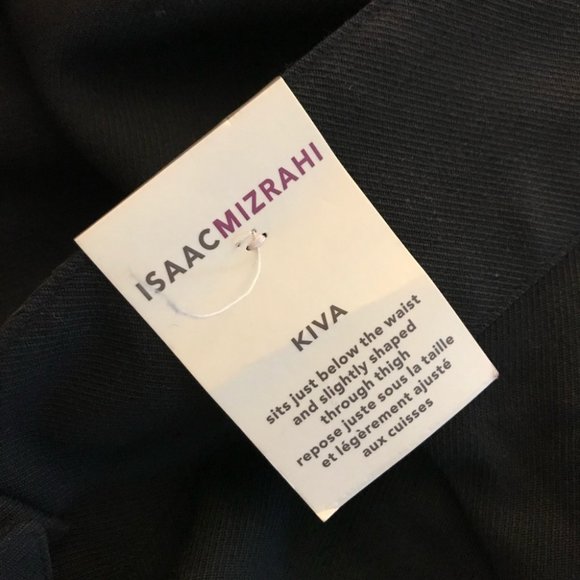 ISAACMIZRAHI
KIVA
sits just below the waist
and slightly shaped
through thigh
repose juste sous la taille
et légèrement ajusté
aux cuisses